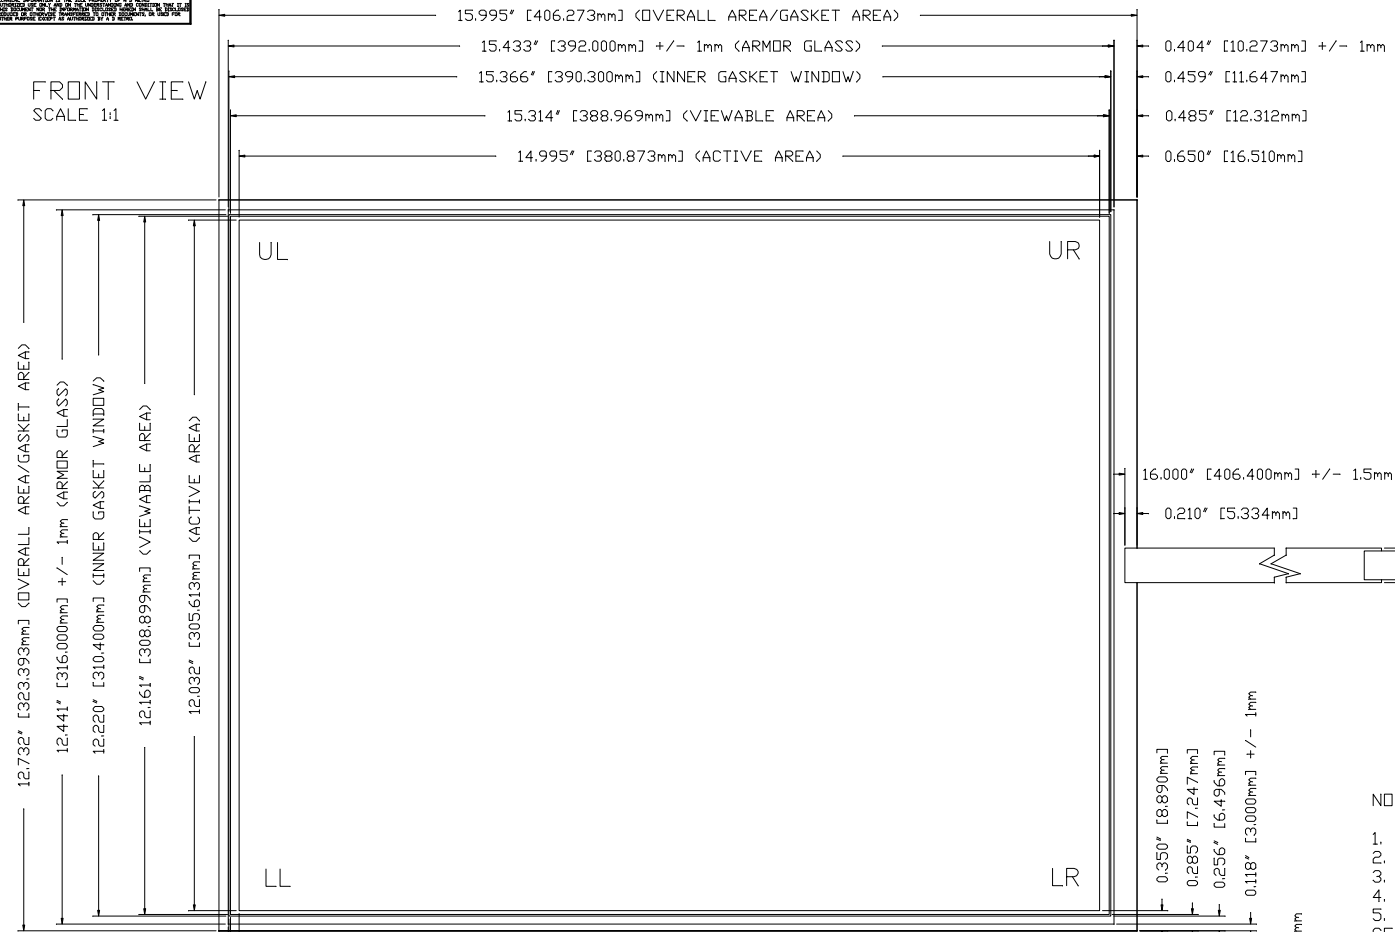 15.995" [406.273mm] (OVERALL AREA/GASKET AREA)
15.433" [392.000mm] +/- 1mm (ARMOR GLASS)
0.404" [10.273mm] +/- 1mm
15.366" [390.300mm] (INNER GASKET WINDOW)
0.459" [11.647mm]
FRONT VIEW
SCALE 1:1
15.314" [388.969mm] (VIEWABLE AREA)
0.485" [12.312mm]
14.995" [380.873mm] (ACTIVE AREA)
0.650" [16.510mm]
UL
UR
12.732" [323.393mm] (OVERALL AREA/GASKET AREA)
12.441" [316.000mm] +/- 1mm (ARMOR GLASS)
12.220" [310.400mm] (INNER GASKET WINDOW)
12.161" [308.899mm] (VIEWABLE AREA)
12.032" [305.613mm] (ACTIVE AREA)
16.000" [406.400mm] +/- 1.5mm
0.210" [5.334mm]
0.350" [8.890mm]
0.285" [7.247mm]
0.256" [6.496mm]
0.118" [3.000mm] +/- 1mm
LL
LR
NO
1.
2.
3.
4.
5.